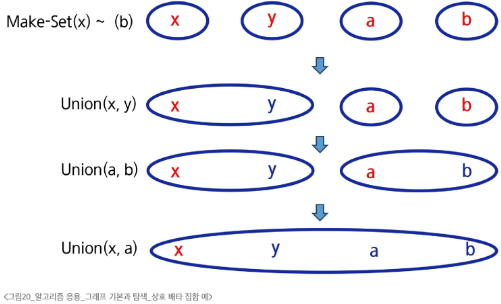 Make-Set(x) ~ (b) x y a b
Union(x, y) x y a b
Union(a, b) x y a b
Union(x, a) x y a b
<그림20_알고리즘 응용_그래프 기본과 탐색_상호 배타 집합 예>